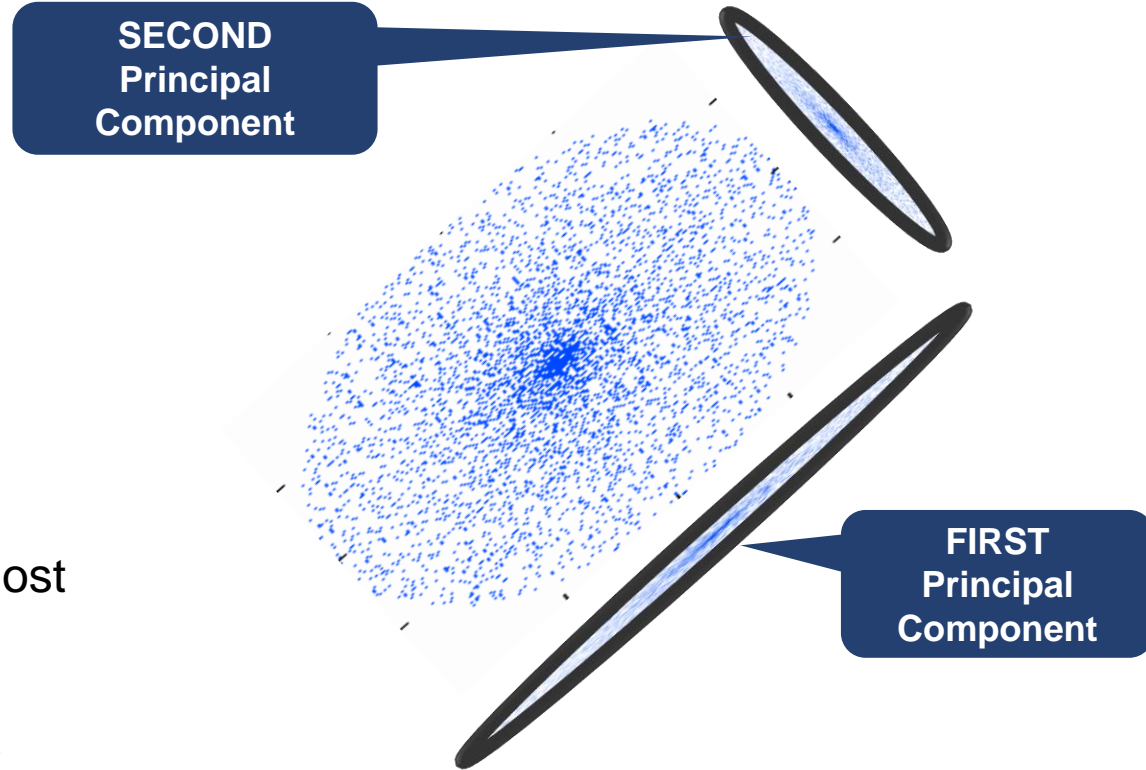 SECOND
Principal
Component
ost
FIRST
Principal
Component